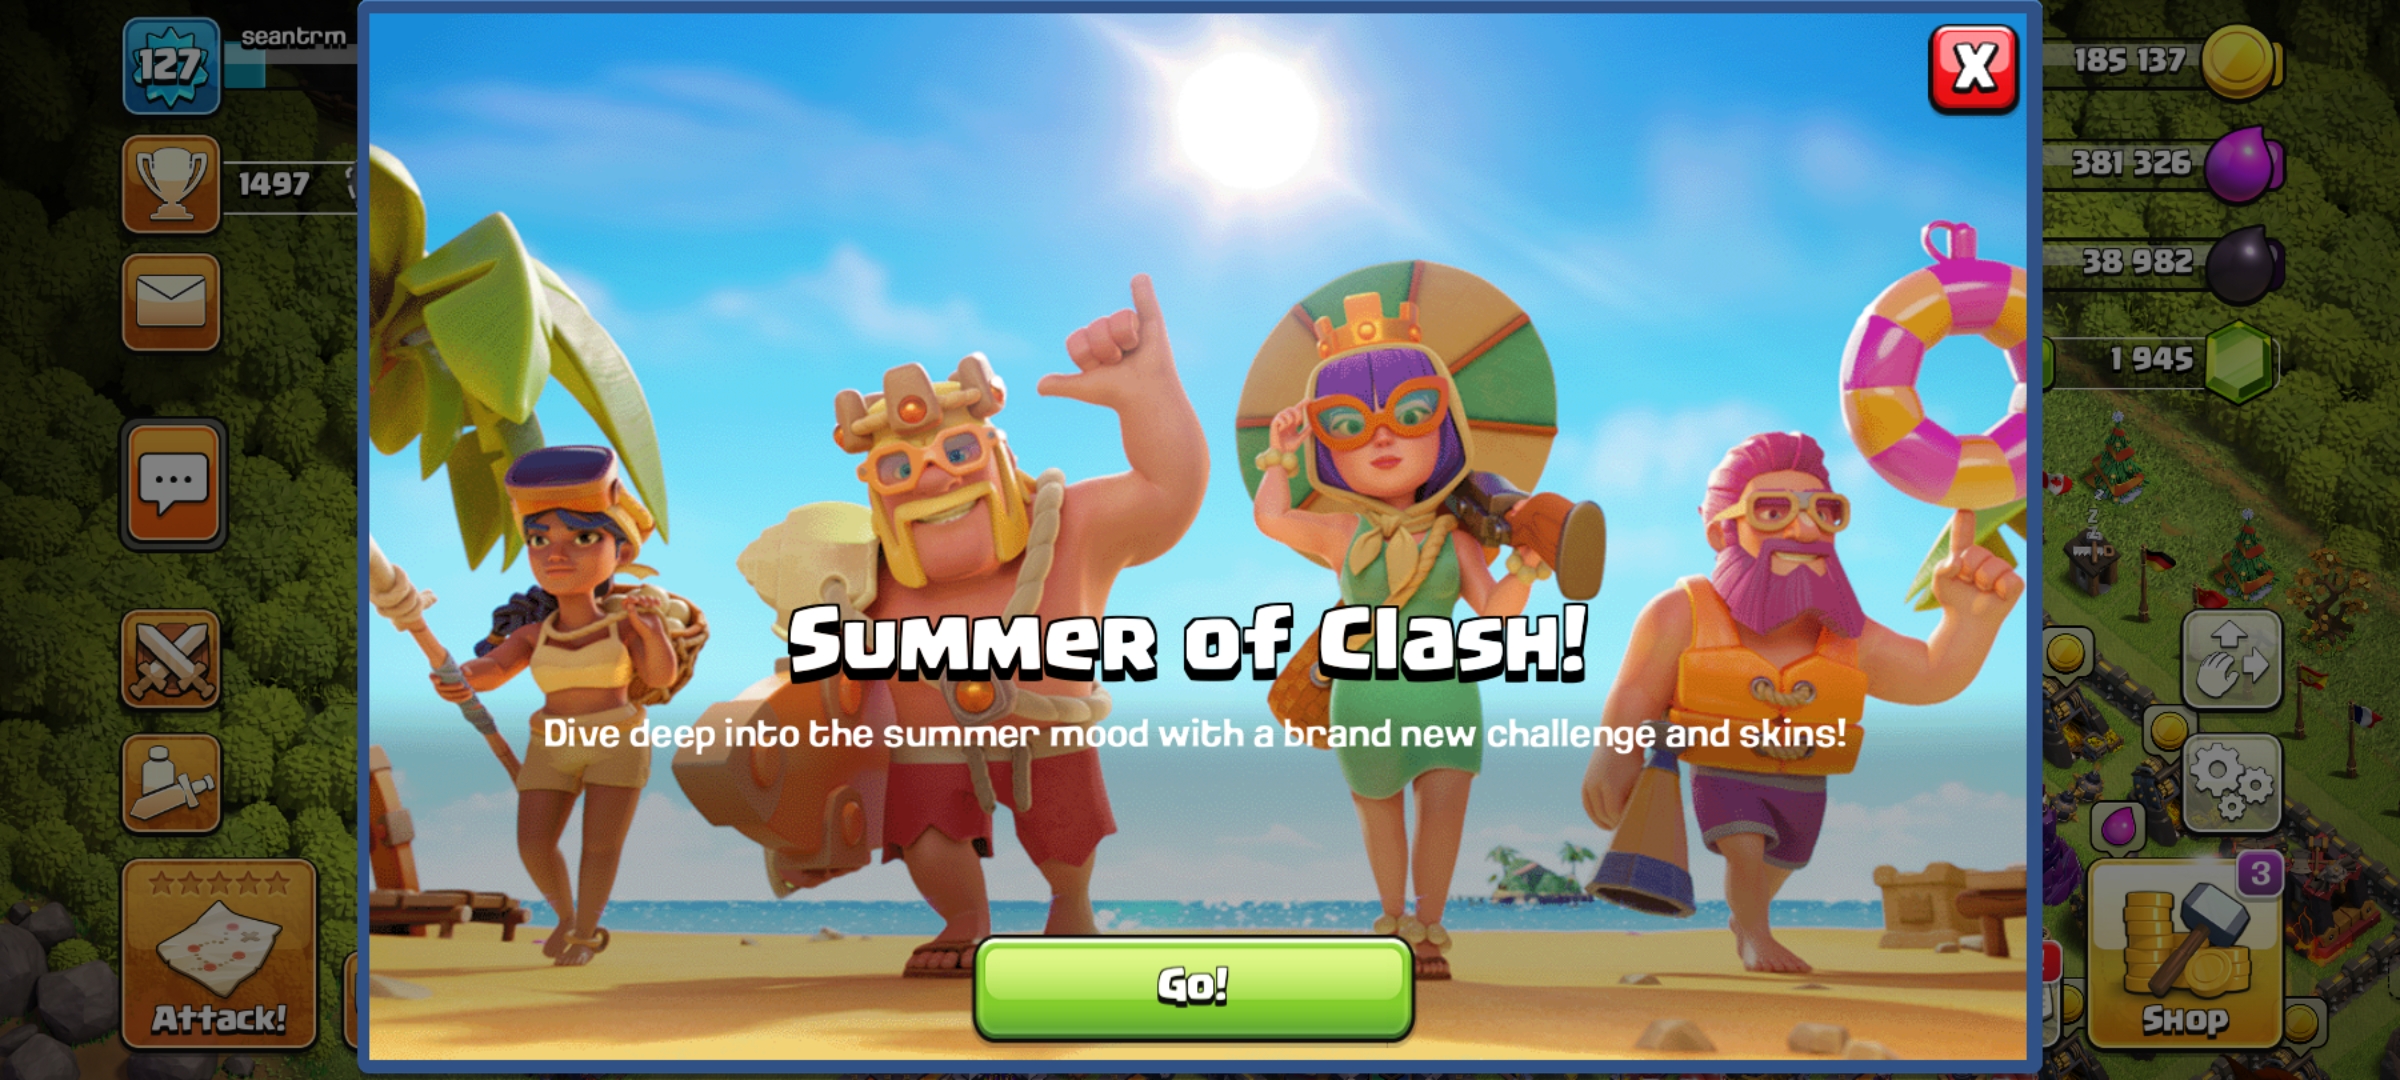 127
seantrm
1497
185 137
381 326
38 982
1 945
X
Summer of Clash!
Dive deep into the summer mood with a brand new challenge and skins!
Go!
Attack!
3
Shop